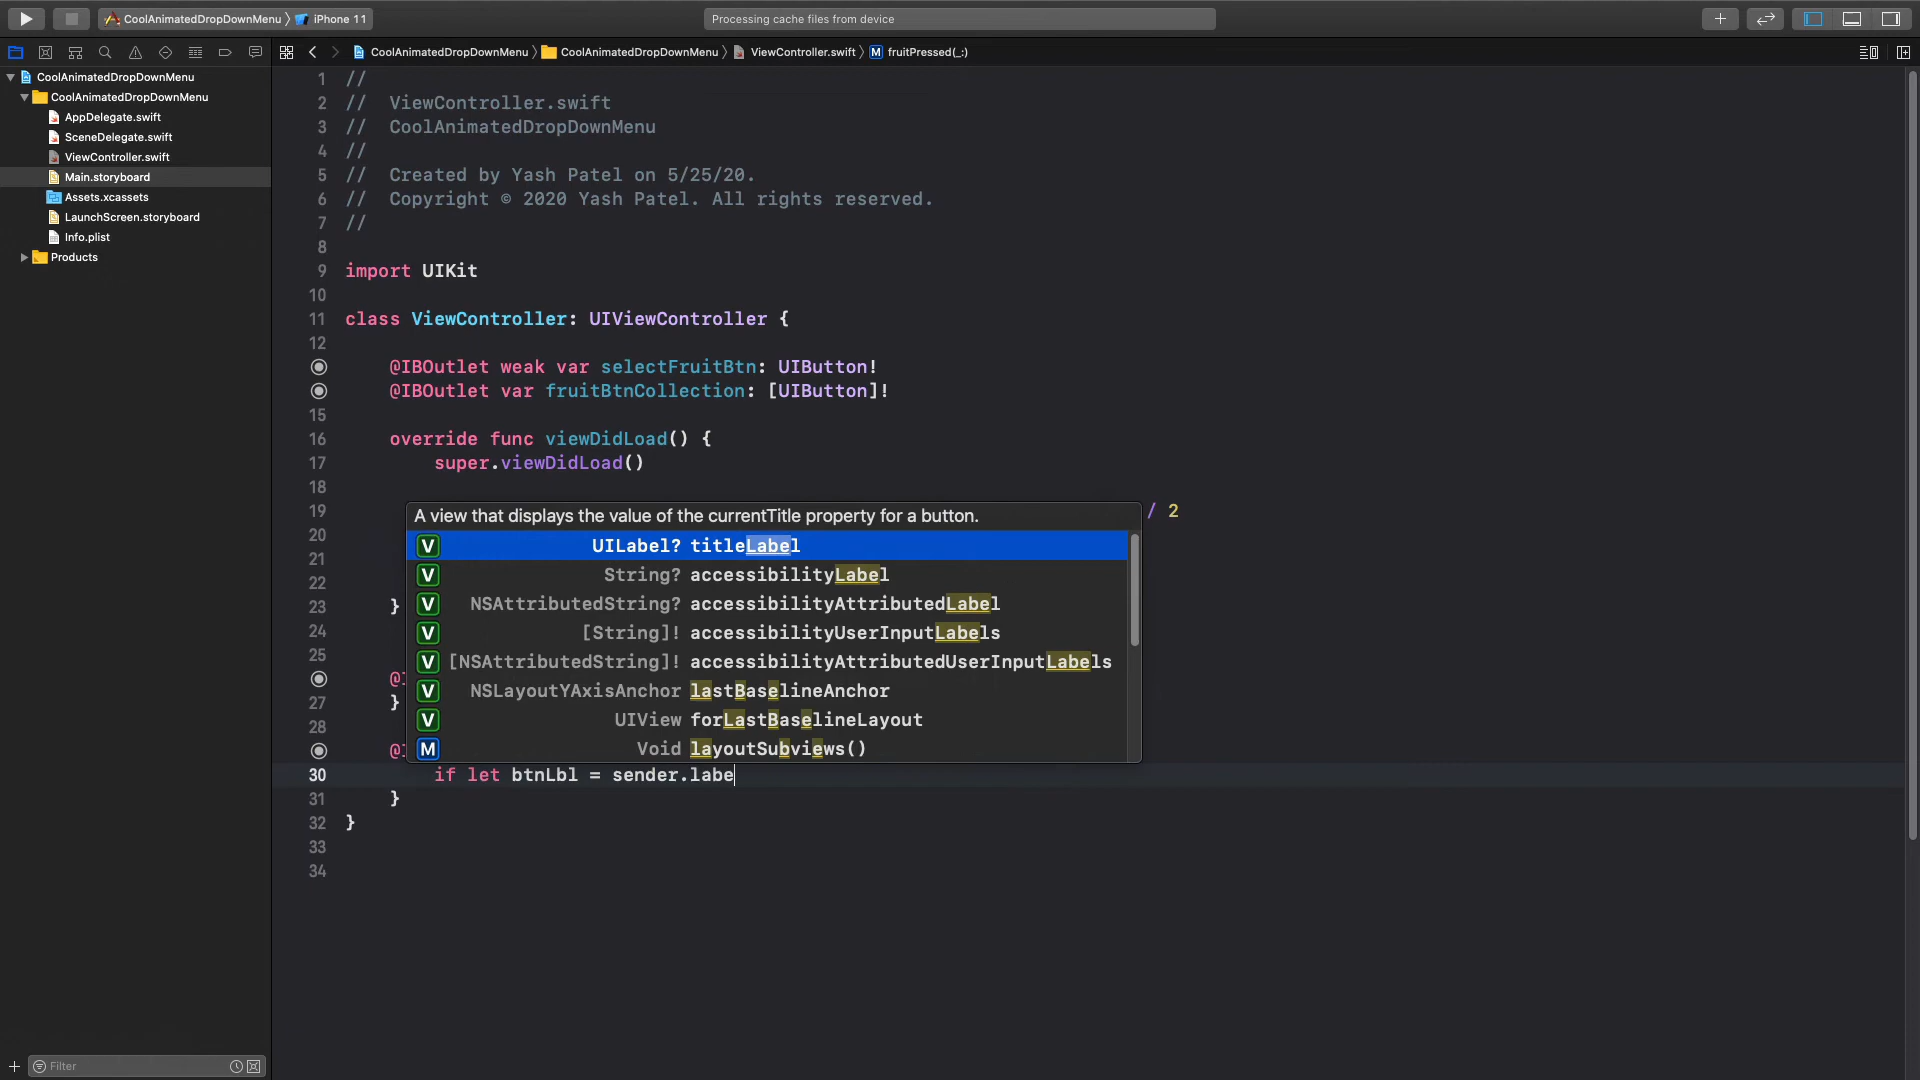 CoolAnimatedDropDownMenu iPhone 11 Processing cache files from device
CoolAnimatedDropDownMenu CoolAnimatedDropDownMenu ViewController.swift M fruitPressed(_:)
CoolAnimatedDropDownMenu
CoolAnimatedDropDownMenu
AppDelegate.swift
SceneDelegate.swift
ViewController.swift
Main.storyboard
Assets.xcassets
LaunchScreen.storyboard
Info.plist
Products
Filter
1 //
2 // ViewController.swift
3 // CoolAnimatedDropDownMenu
4 //
5 // Created by Yash Patel on 5/25/20.
6 // Copyright © 2020 Yash Patel. All rights reserved.
7 //
8
9 import UIKit
10
11 class ViewController: UIViewController {
12
@IBOutlet weak var selectFruitBtn: UIButton!
@IBOutlet var fruitBtnCollection: [UIButton]!
15
16 override func viewDidLoad() {
17 super.viewDidLoad()
18
19 / 2
20
21
22
23 }
24
25
@
27 }
28
@
30 if let btnLbl = sender.labe
31 }
32 }
33
34
A view that displays the value of the currentTitle property for a button.
V UILabel? titleLabel
V String? accessibilityLabel
V NSAttributedString? accessibilityAttributedLabel
V [String]! accessibilityUserInputLabels
V [NSAttributedString]! accessibilityAttributedUserInputLabels
V NSLayoutYAxisAnchor lastBaselineAnchor
V UIView forLastBaselineLayout
M Void layoutSubviews()